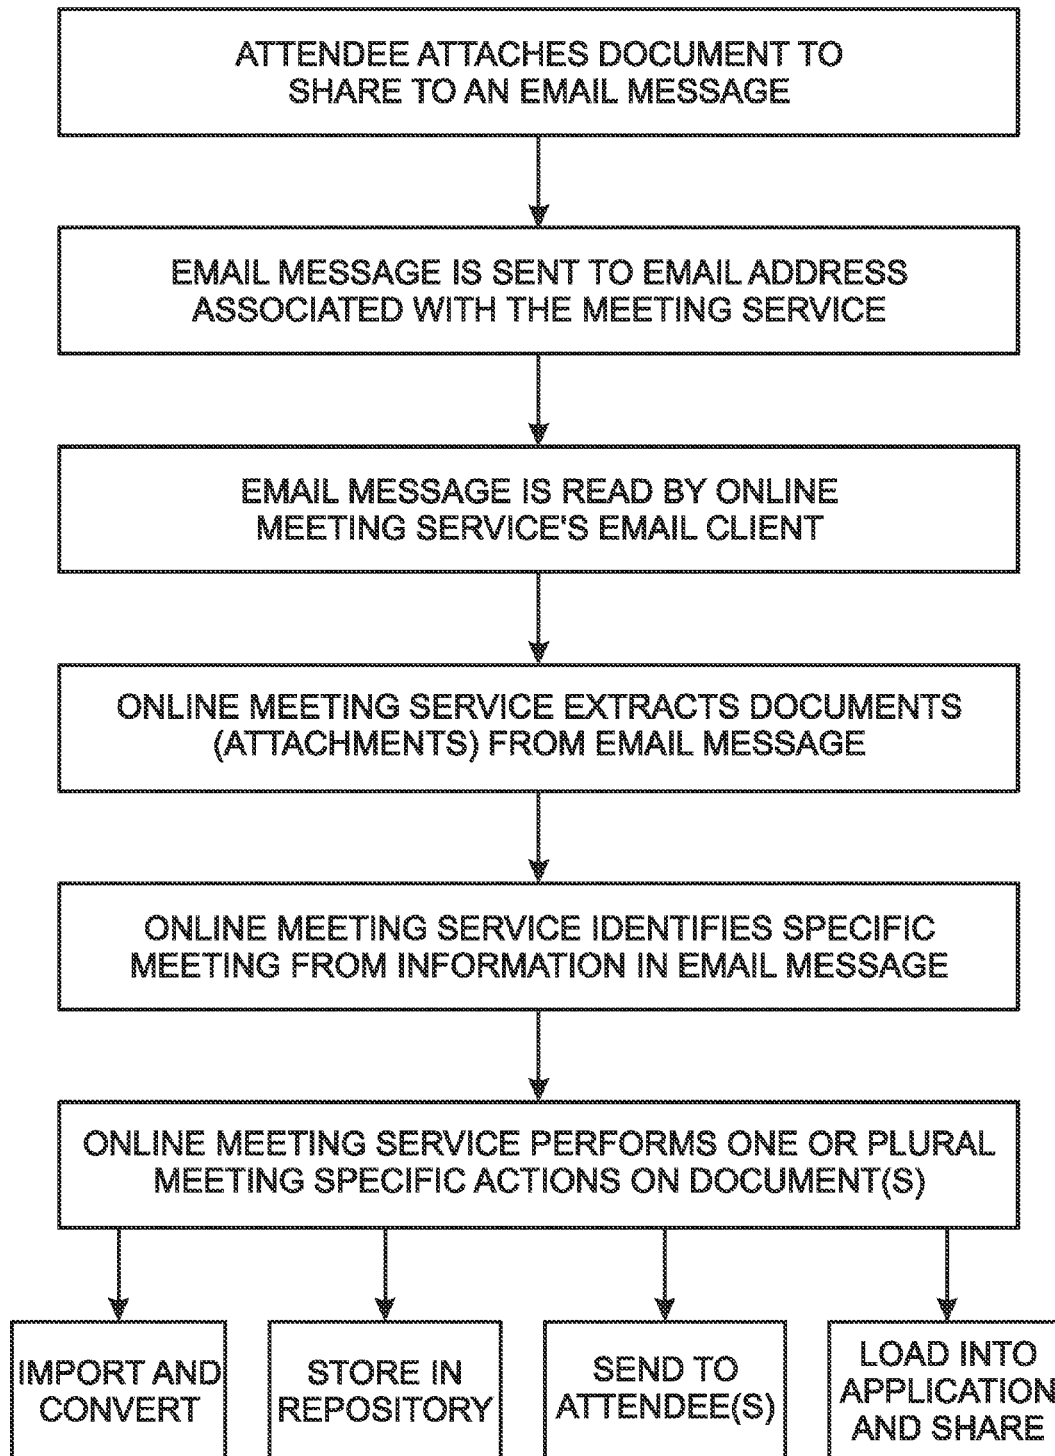 ATTENDEE ATTACHES DOCUMENT TO
SHARE TO AN EMAIL MESSAGE
EMAIL MESSAGE IS SENT TO EMAIL ADDRESS
ASSOCIATED WITH THE MEETING SERVICE
EMAIL MESSAGE IS READ BY ONLINE
MEETING SERVICE'S EMAIL CLIENT
ONLINE MEETING SERVICE EXTRACTS DOCUMENTS
(ATTACHMENTS) FROM EMAIL MESSAGE
ONLINE MEETING SERVICE IDENTIFIES SPECIFIC
MEETING FROM INFORMATION IN EMAIL MESSAGE
ONLINE MEETING SERVICE PERFORMS ONE OR PLURAL
MEETING SPECIFIC ACTIONS ON DOCUMENT(S)
IMPORT AND
CONVERT
STORE IN
REPOSITORY
SEND TO
ATTENDEE(S)
LOAD INTO
APPLICATION
AND SHARE